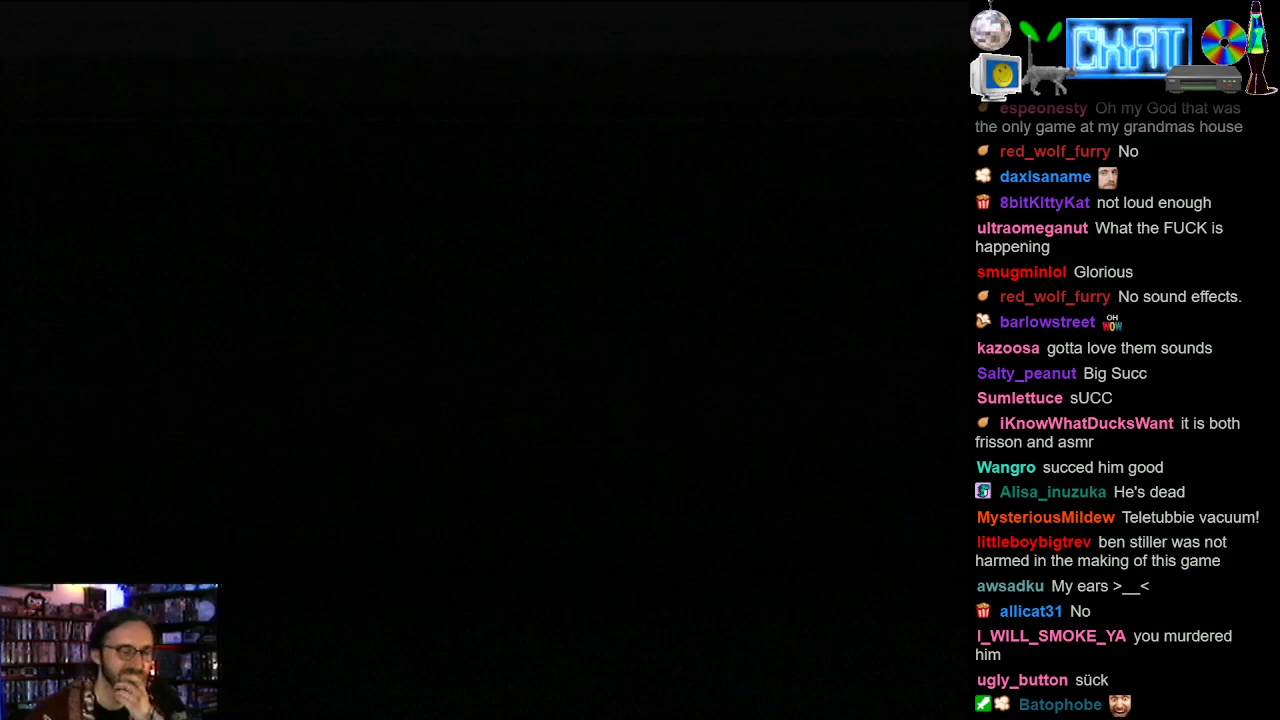 CHAT
espeonesty Oh my God that was
the only game at my grandmas house
red_wolf_furry No
daxisaname
8bitKittyKat not loud enough
ultraomeganut What the FUCK is
happening
smugminlol Glorious
red_wolf_furry No sound effects.
barlowstreet OH
WOW
kazoosa gotta love them sounds
Salty_peanut Big Succ
Sumlettuce sUCC
iKnowWhatDucksWant it is both
frisson and asmr
Wangro succed him good
Alisa_inuzuka He's dead
MysteriousMildew Teletubbie vacuum!
littleboybigtrev ben stiller was not
harmed in the making of this game
awsadku My ears >__<
allicat31 No
I_WILL_SMOKE_YA you murdered
him
ugly_button sück
Batophobe